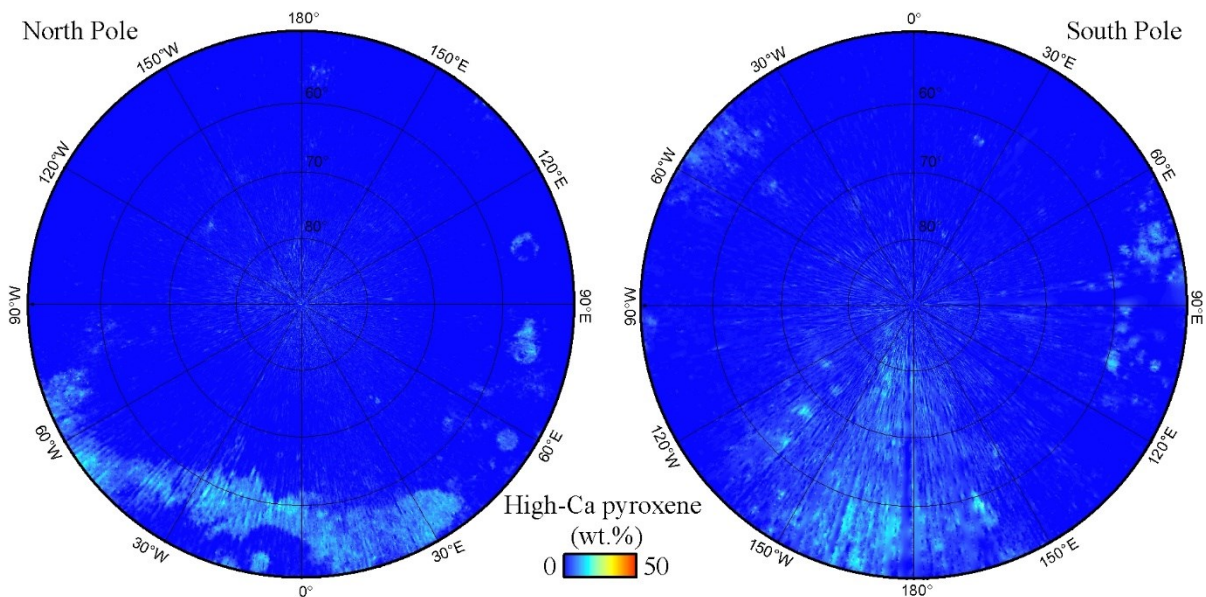 North Pole
180°
150°W
150°E
120°W
120°E
90°W
90°E
60°W
60°E
30°W
30°E
0°
60°
70°
80°
South Pole
0°
30°W
30°E
60°W
60°E
90°W
90°E
120°W
120°E
150°W
150°E
180°
60°
70°
80°
High-Ca pyroxene
(wt.%)
0 50